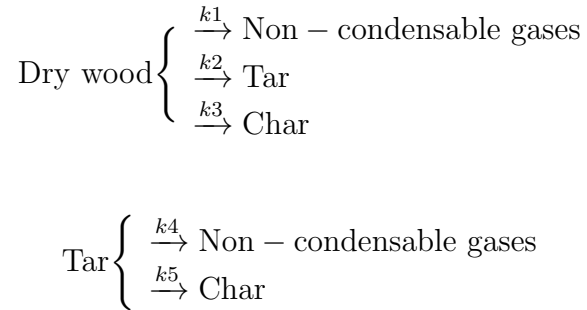 k1
→ Non − condensable gases
Dry wood { k2
→ Tar
k3
→ Char
k4
→ Non − condensable gases
Tar { k5
→ Char